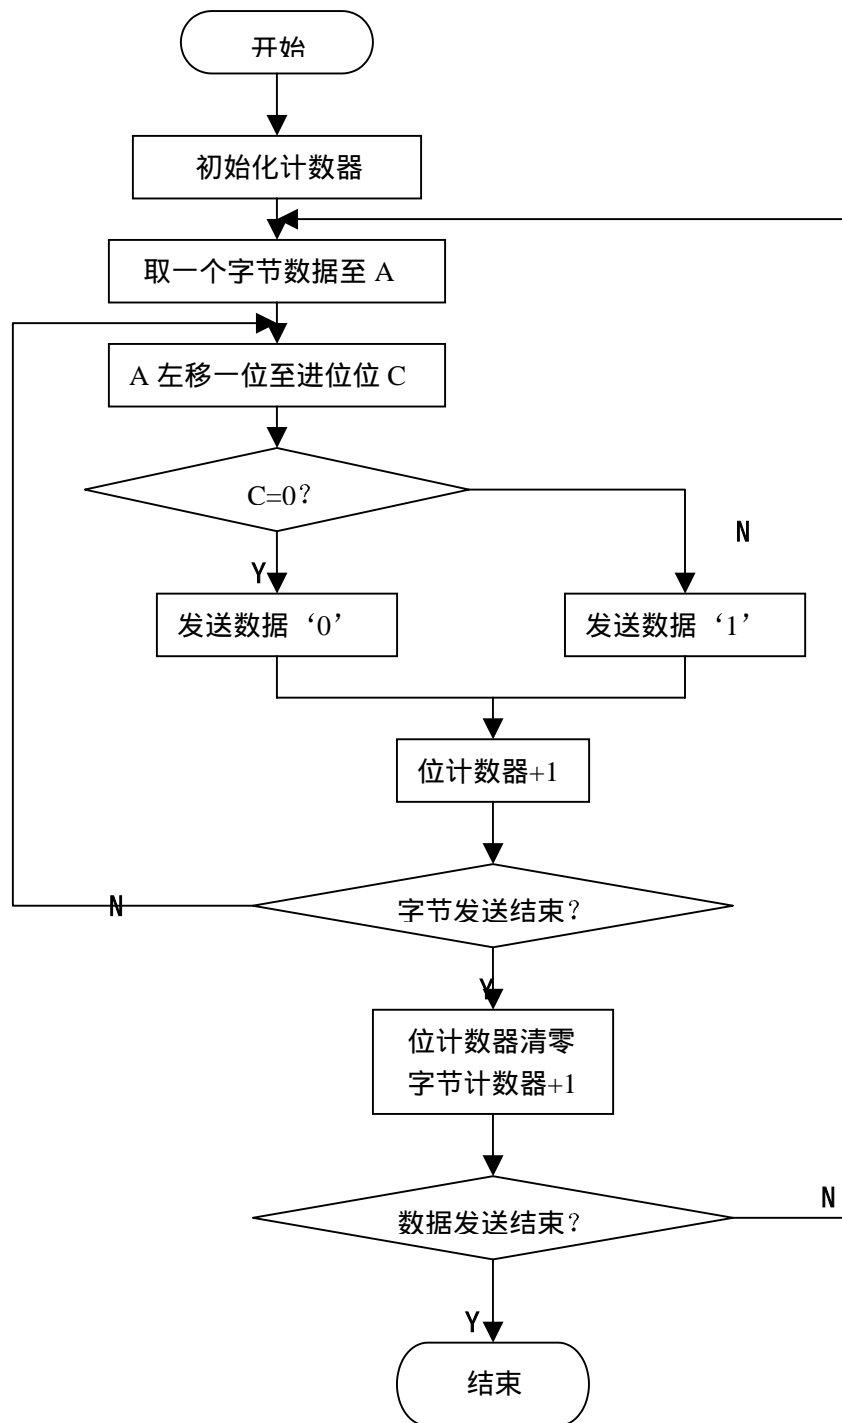 开始
初始化计数器
取一个字节数据至 A
A 左移一位至进位位 C
C=0？
N
Y
发送数据‘0’
发送数据‘1’
位计数器+1
字节发送结束？
N
Y
位计数器清零
字节计数器+1
数据发送结束？
N
Y
结束